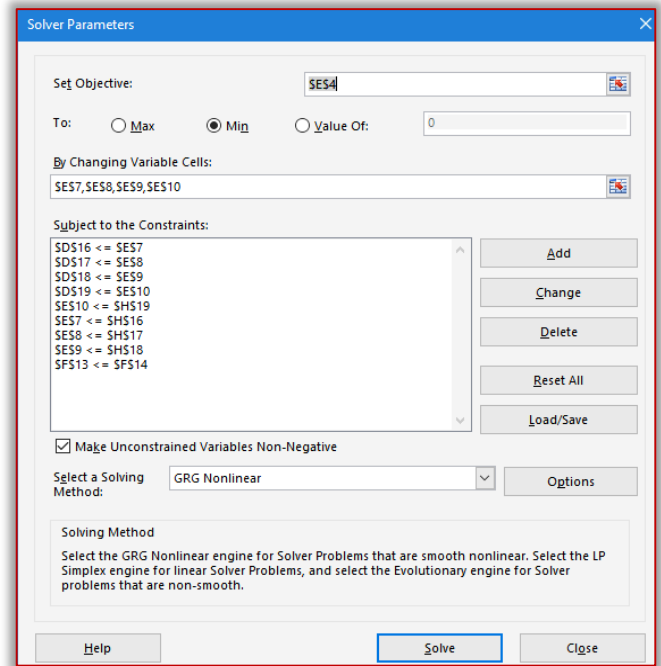 Solver Parameters
Set Objective:
$E$4
To:
Max
Min
Value Of:
0
By Changing Variable Cells:
$E$7,$E$8,$E$9,$E$10
Subject to the Constraints:
$D$16 <= $E$7
$D$17 <= $E$8
$D$18 <= $E$9
$D$19 <= $E$10
$E$10 <= $H$19
$E$7 <= $H$16
$E$8 <= $H$17
$E$9 <= $H$18
$F$13 <= $F$14
Add
Change
Delete
Reset All
Load/Save
Make Unconstrained Variables Non-Negative
Select a Solving
Method:
GRG Nonlinear
Options
Solving Method
Select the GRG Nonlinear engine for Solver Problems that are smooth nonlinear. Select the LP
Simplex engine for linear Solver Problems, and select the Evolutionary engine for Solver
problems that are non-smooth.
Help
Solve
Close